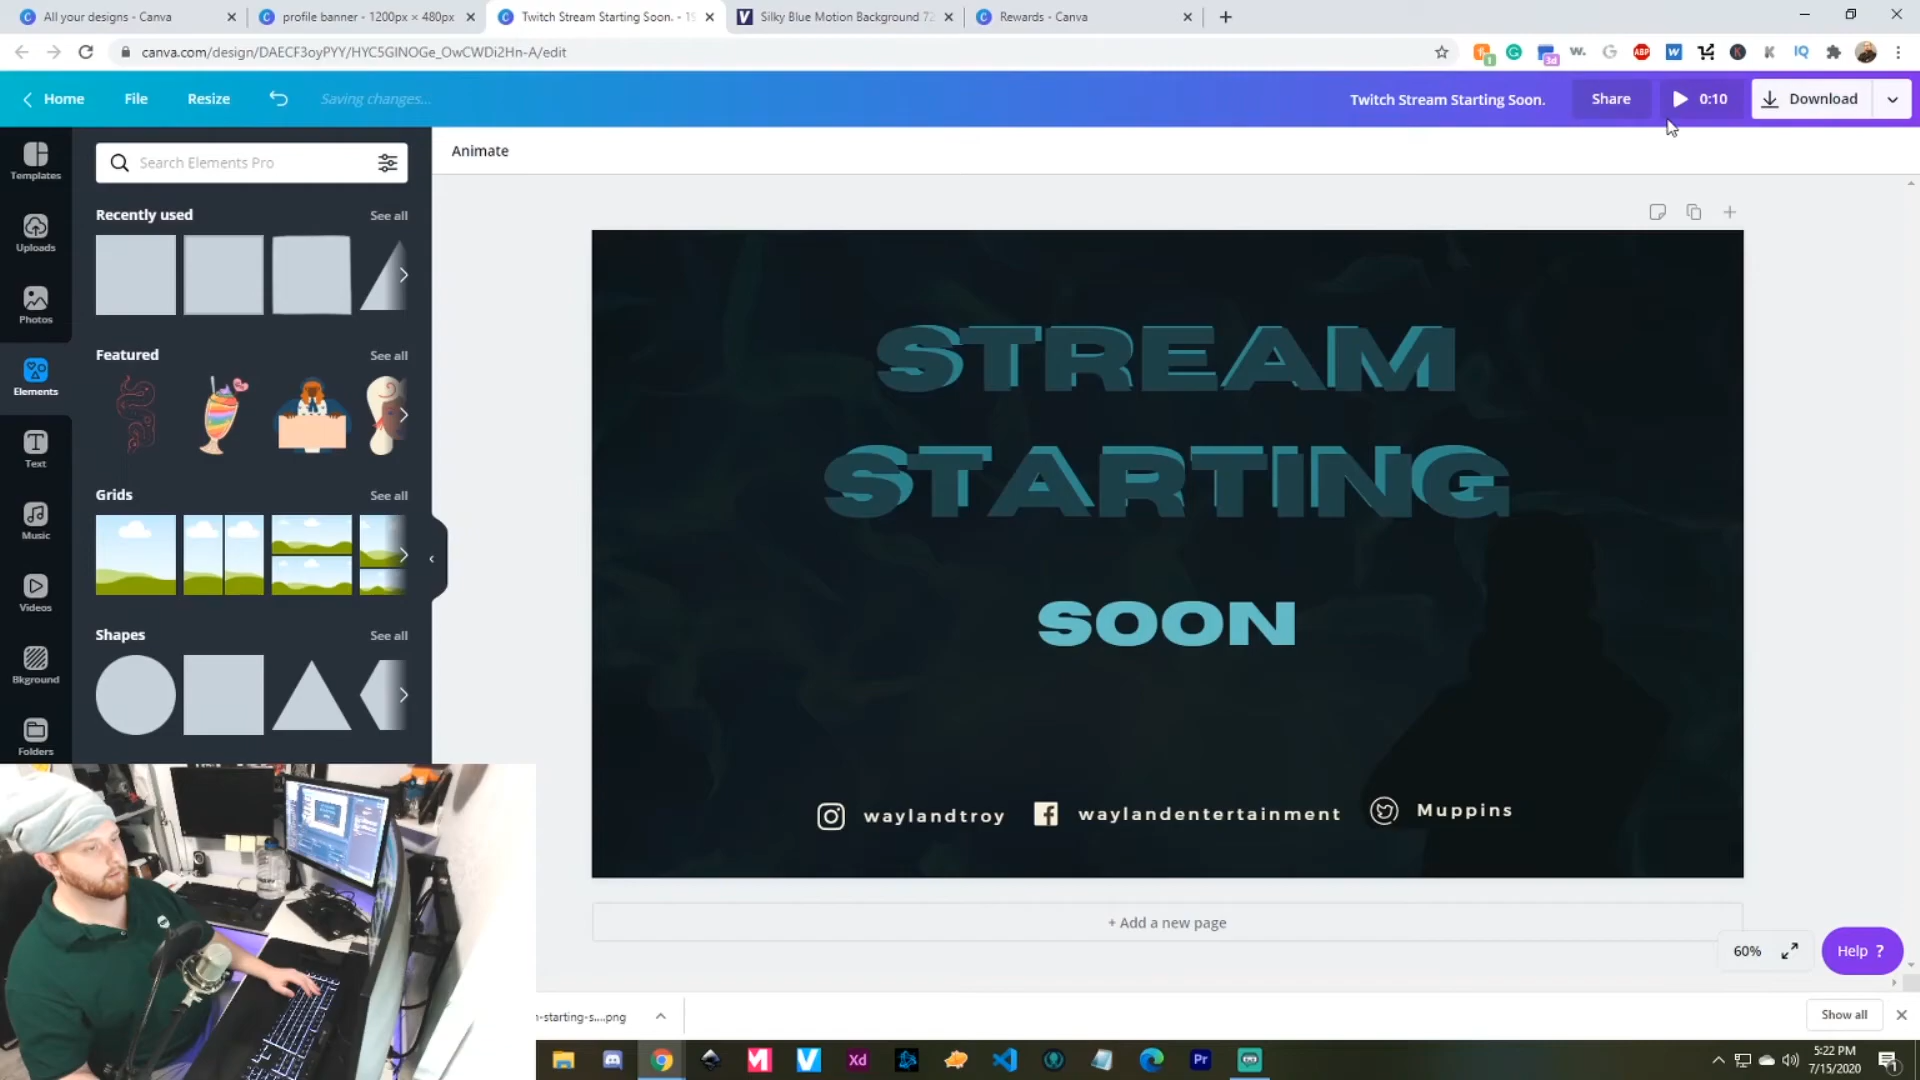 All your designs - Canva
profile banner - 1200px × 480px
Twitch Stream Starting Soon. - 19
Silky Blue Motion Background 72
Rewards - Canva
canva.com/design/DAECF3oyPYY/HYC5GINOGe_OwCWDi2Hn-A/edit
Home
File
Resize
Saving changes...
Twitch Stream Starting Soon.
Share
0:10
Download
Templates
Uploads
Photos
Elements
Text
Music
Videos
Bkground
Folders
Search Elements Pro
Recently used
See all
Featured
See all
Grids
See all
Shapes
See all
Animate
STREAM
STARTING
SOON
waylandtroy
waylandentertainment
Muppins
+ Add a new page
60%
Help ?
n-starting-s....png
Show all
5:22 PM
7/15/2020